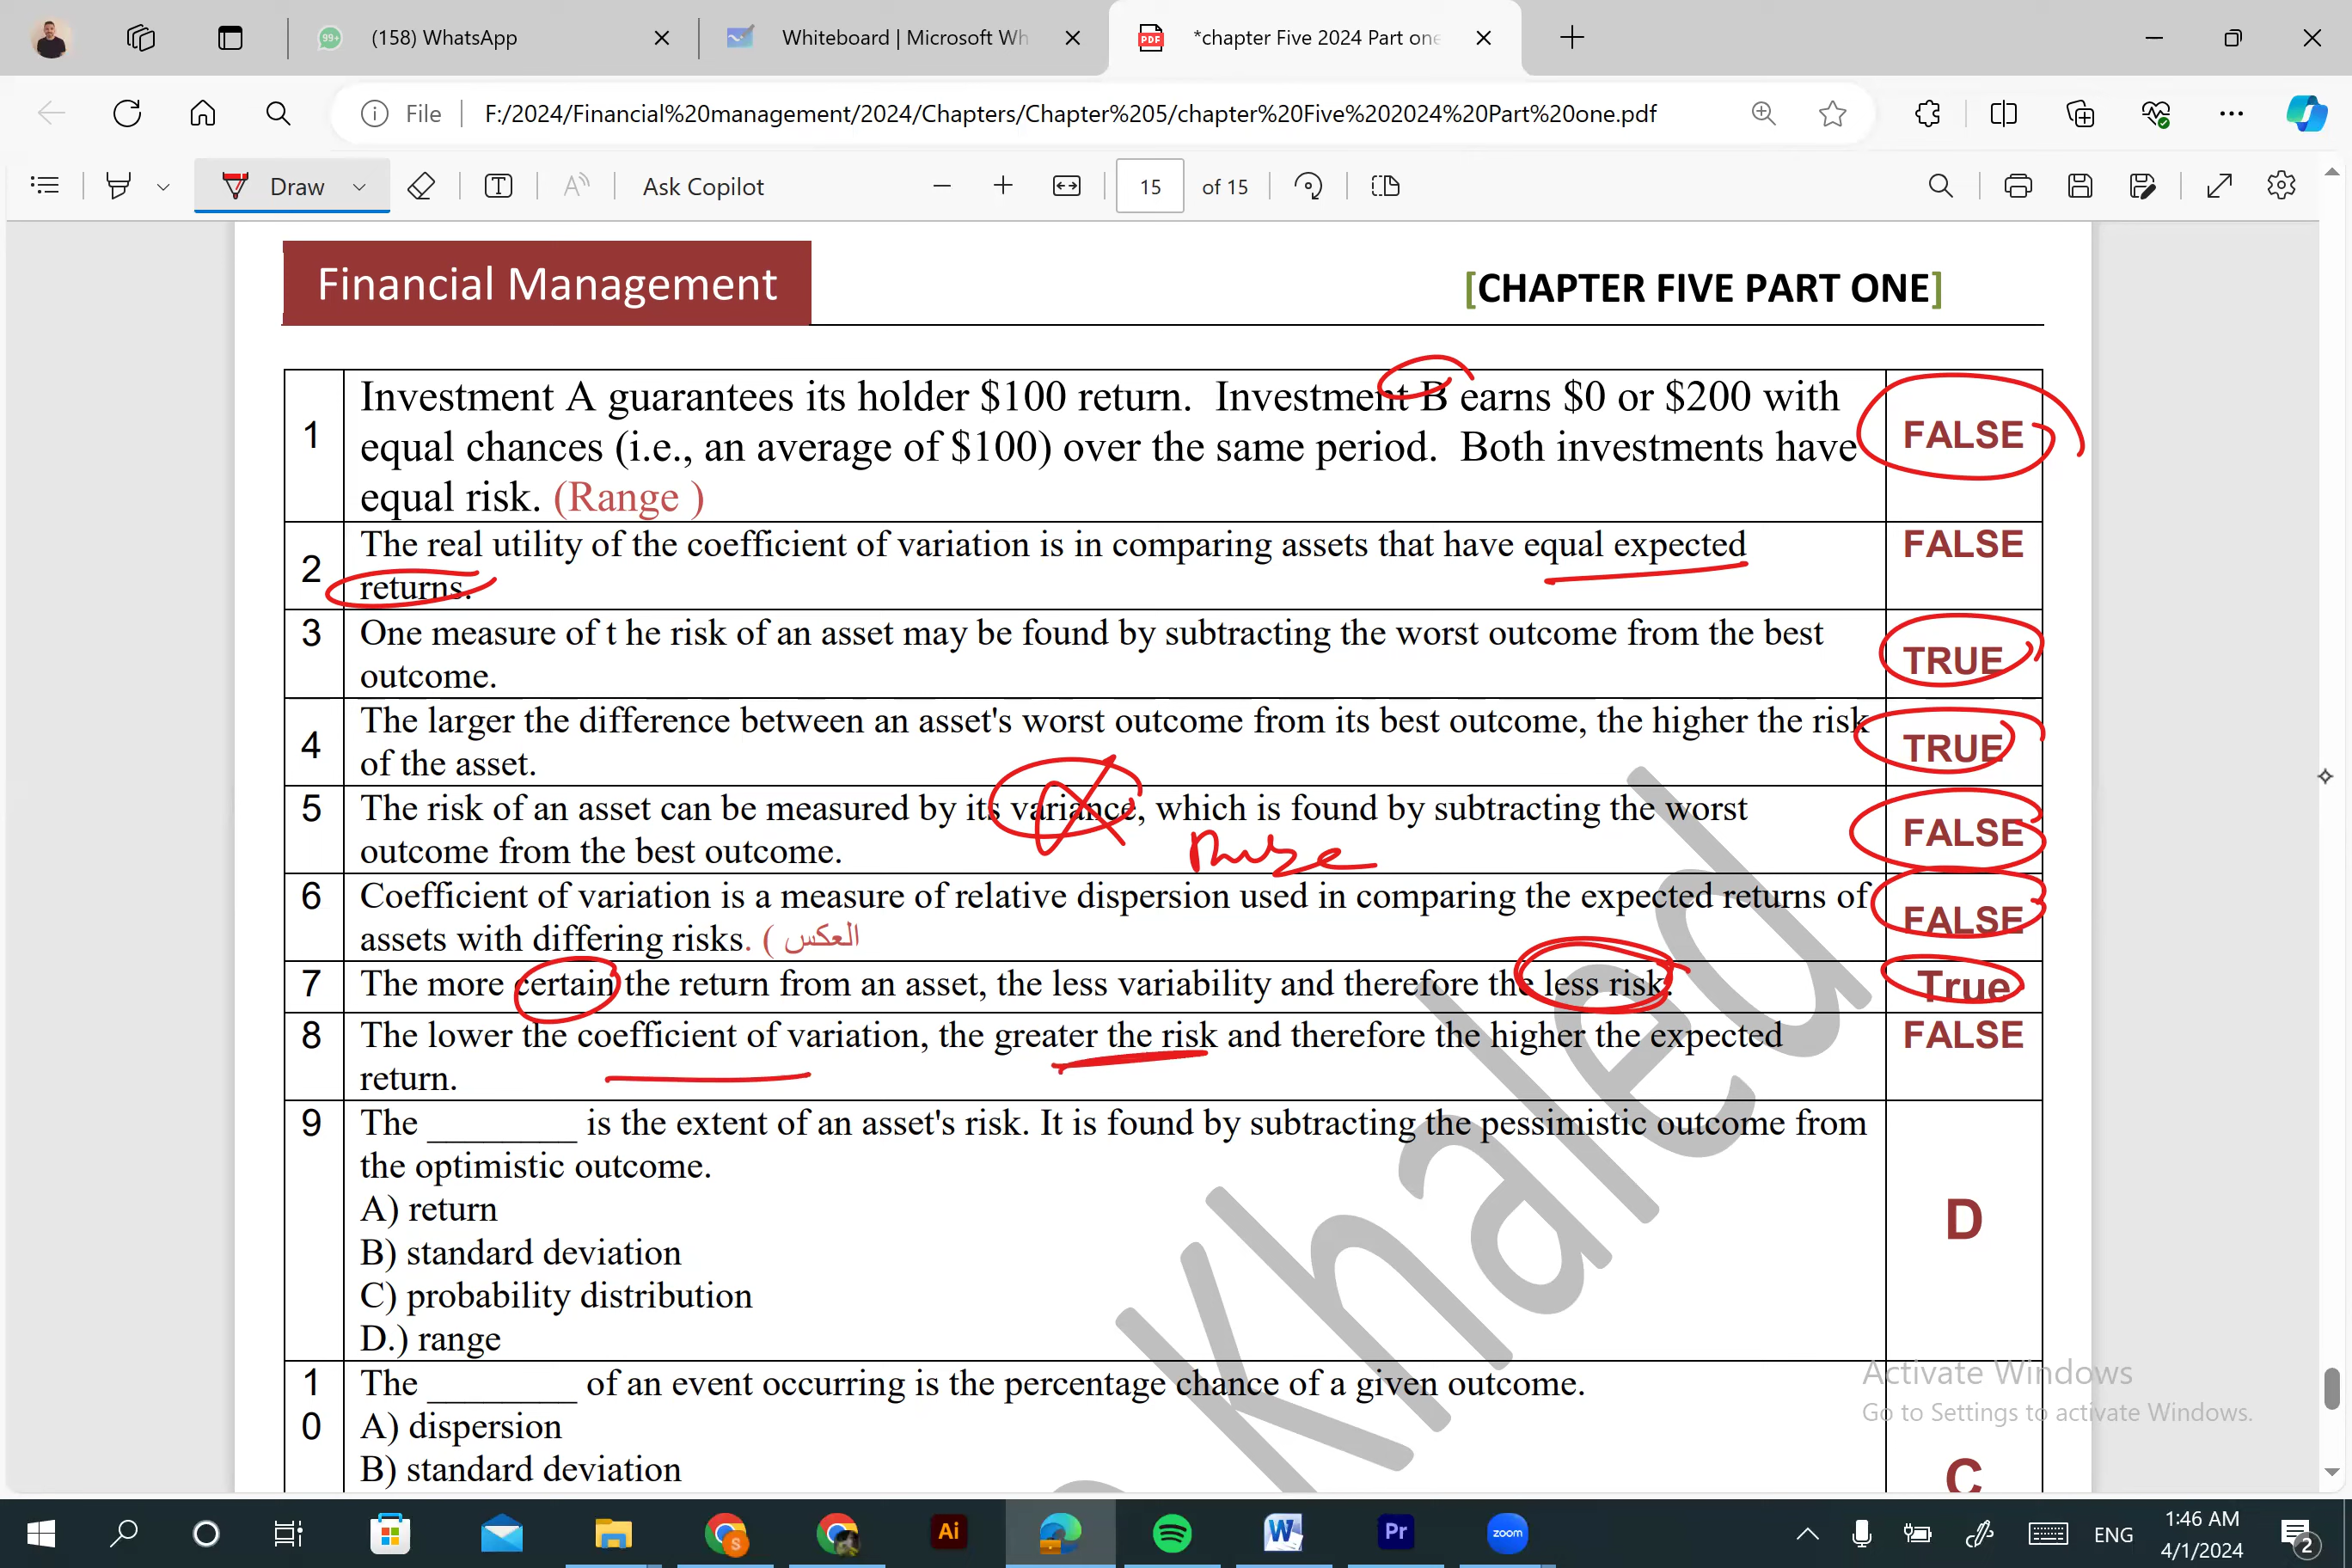 (158) WhatsApp
Whiteboard | Microsoft Wh
*chapter Five 2024 Part one
File
F:/2024/Financial%20management/2024/Chapters/Chapter%205/chapter%20Five%202024%20Part%20one.pdf
Draw
Ask Copilot
15 of 15
Financial Management
[CHAPTER FIVE PART ONE]
1 Investment A guarantees its holder $100 return. Investment B earns $0 or $200 with
equal chances (i.e., an average of $100) over the same period. Both investments have
equal risk. (Range )
FALSE
2 The real utility of the coefficient of variation is in comparing assets that have equal expected
returns.
FALSE
3 One measure of t he risk of an asset may be found by subtracting the worst outcome from the best
outcome.
TRUE
4 The larger the difference between an asset's worst outcome from its best outcome, the higher the risk
of the asset.
TRUE
5 The risk of an asset can be measured by its variance, which is found by subtracting the worst
outcome from the best outcome.
FALSE
6 Coefficient of variation is a measure of relative dispersion used in comparing the expected returns of
assets with differing risks. ( العكس
FALSE
7 The more certain the return from an asset, the less variability and therefore the less risk.
True
8 The lower the coefficient of variation, the greater the risk and therefore the higher the expected
return.
FALSE
9 The ________ is the extent of an asset's risk. It is found by subtracting the pessimistic outcome from
the optimistic outcome.
A) return
B) standard deviation
C) probability distribution
D.) range
D
1
0
The ________ of an event occurring is the percentage chance of a given outcome.
A) dispersion
B) standard deviation
C
Khaled
Activate Windows
Go to Settings to activate Windows.
Ai
W
Pr
zoom
ENG
1:46 AM
4/1/2024
2